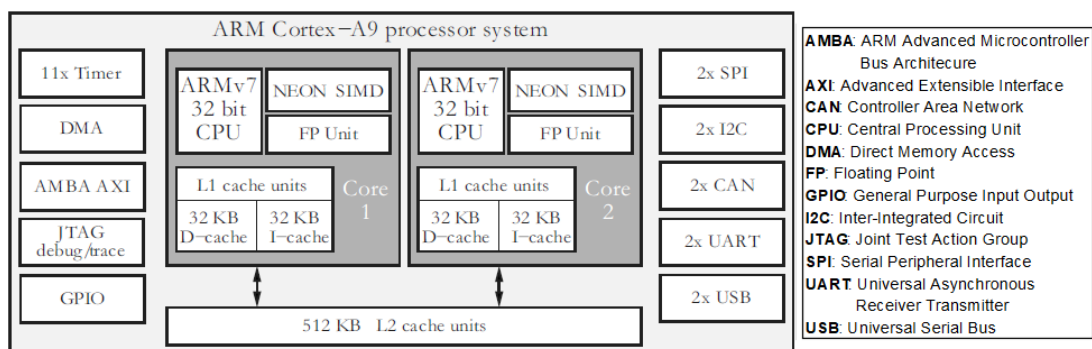 ARM Cortex–A9 processor system
11x Timer
DMA
AMBA AXI
JTAG
debug/trace
GPIO
ARMv7
32 bit
CPU
NEON SIMD
FP Unit
L1 cache units
32 KB
D–cache
32 KB
I–cache
Core
1
ARMv7
32 bit
CPU
NEON SIMD
FP Unit
L1 cache units
32 KB
D–cache
32 KB
I–cache
Core
2
512 KB L2 cache units
2x SPI
2x I2C
2x CAN
2x UART
2x USB
AMBA: ARM Advanced Microcontroller
Bus Architecure
AXI: Advanced Extensible Interface
CAN: Controller Area Network
CPU: Central Processing Unit
DMA: Direct Memory Access
FP: Floating Point
GPIO: General Purpose Input Output
I2C: Inter-Integrated Circuit
JTAG: Joint Test Action Group
SPI: Serial Peripheral Interface
UART: Universal Asynchronous
Receiver Transmitter
USB: Universal Serial Bus